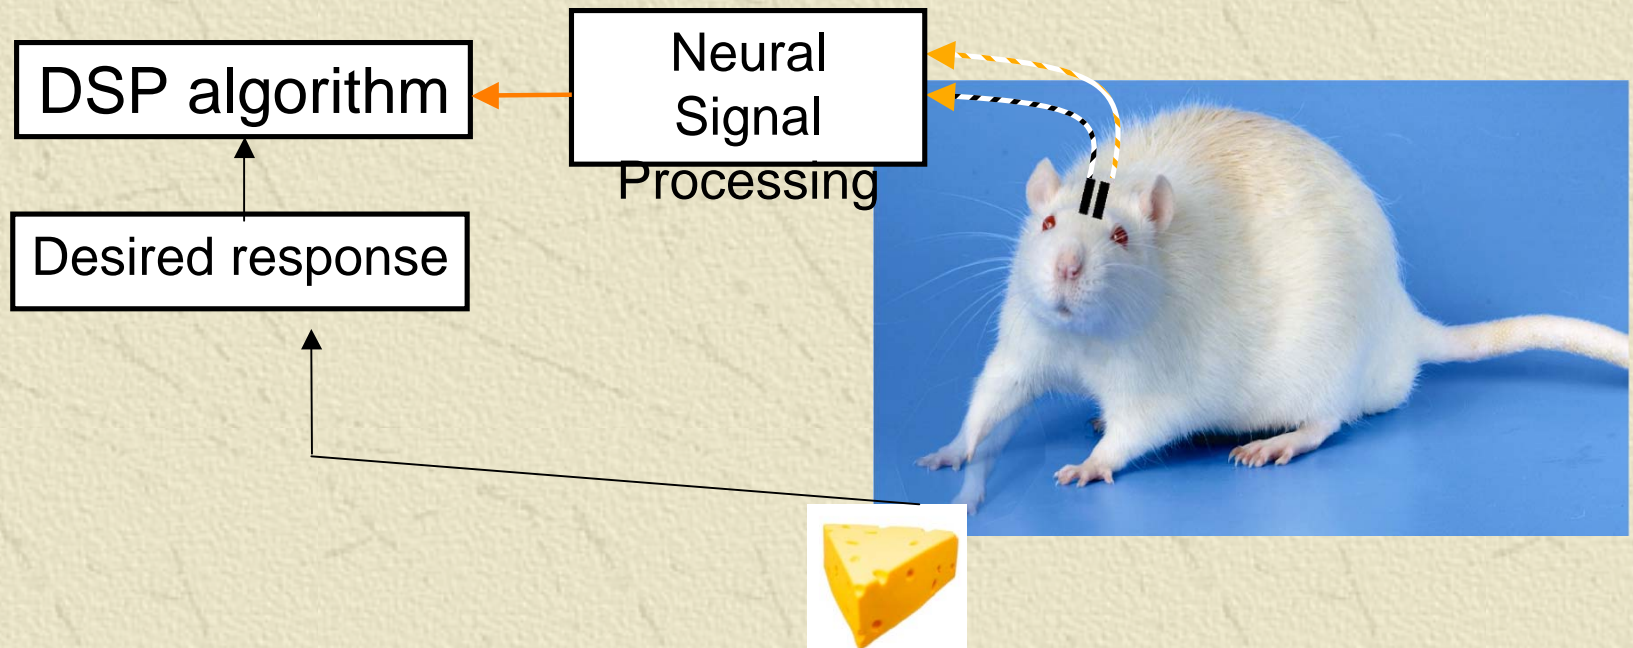 DSP algorithm
Neural
Signal
Processing
Desired response